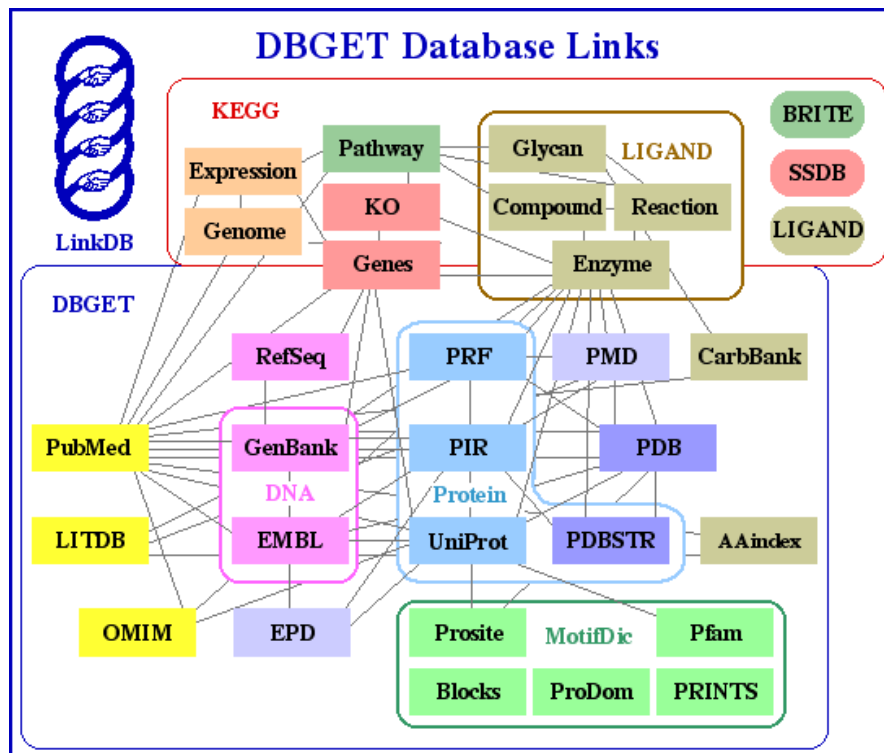 DBGET Database Links
KEGG
BRITE
Pathway
Glycan
LIGAND
Expression
SSDB
KO
Compound
Reaction
Genome
LIGAND
LinkDB
Genes
Enzyme
DBGET
RefSeq
PRF
PMD
CarbBank
PubMed
GenBank
PIR
PDB
DNA
Protein
LITDB
EMBL
UniProt
PDBSTR
AAindex
OMIM
EPD
Prosite
MotifDic
Pfam
Blocks
ProDom
PRINTS